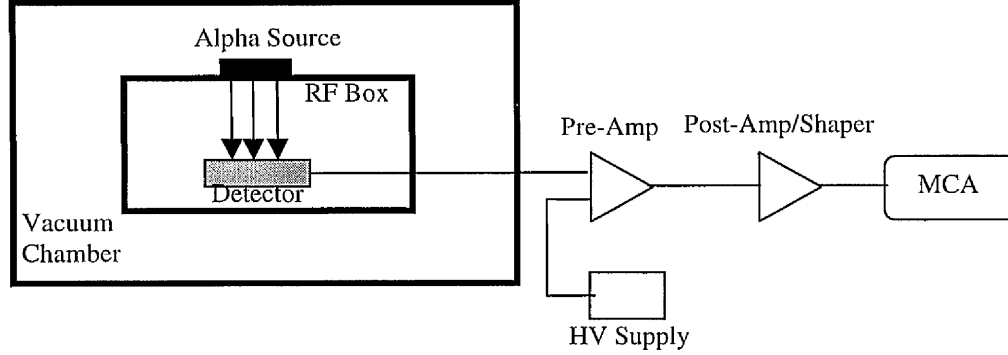 Alpha Source
RF Box
Detector
Vacuum
Chamber
Pre-Amp
Post-Amp/Shaper
MCA
HV Supply